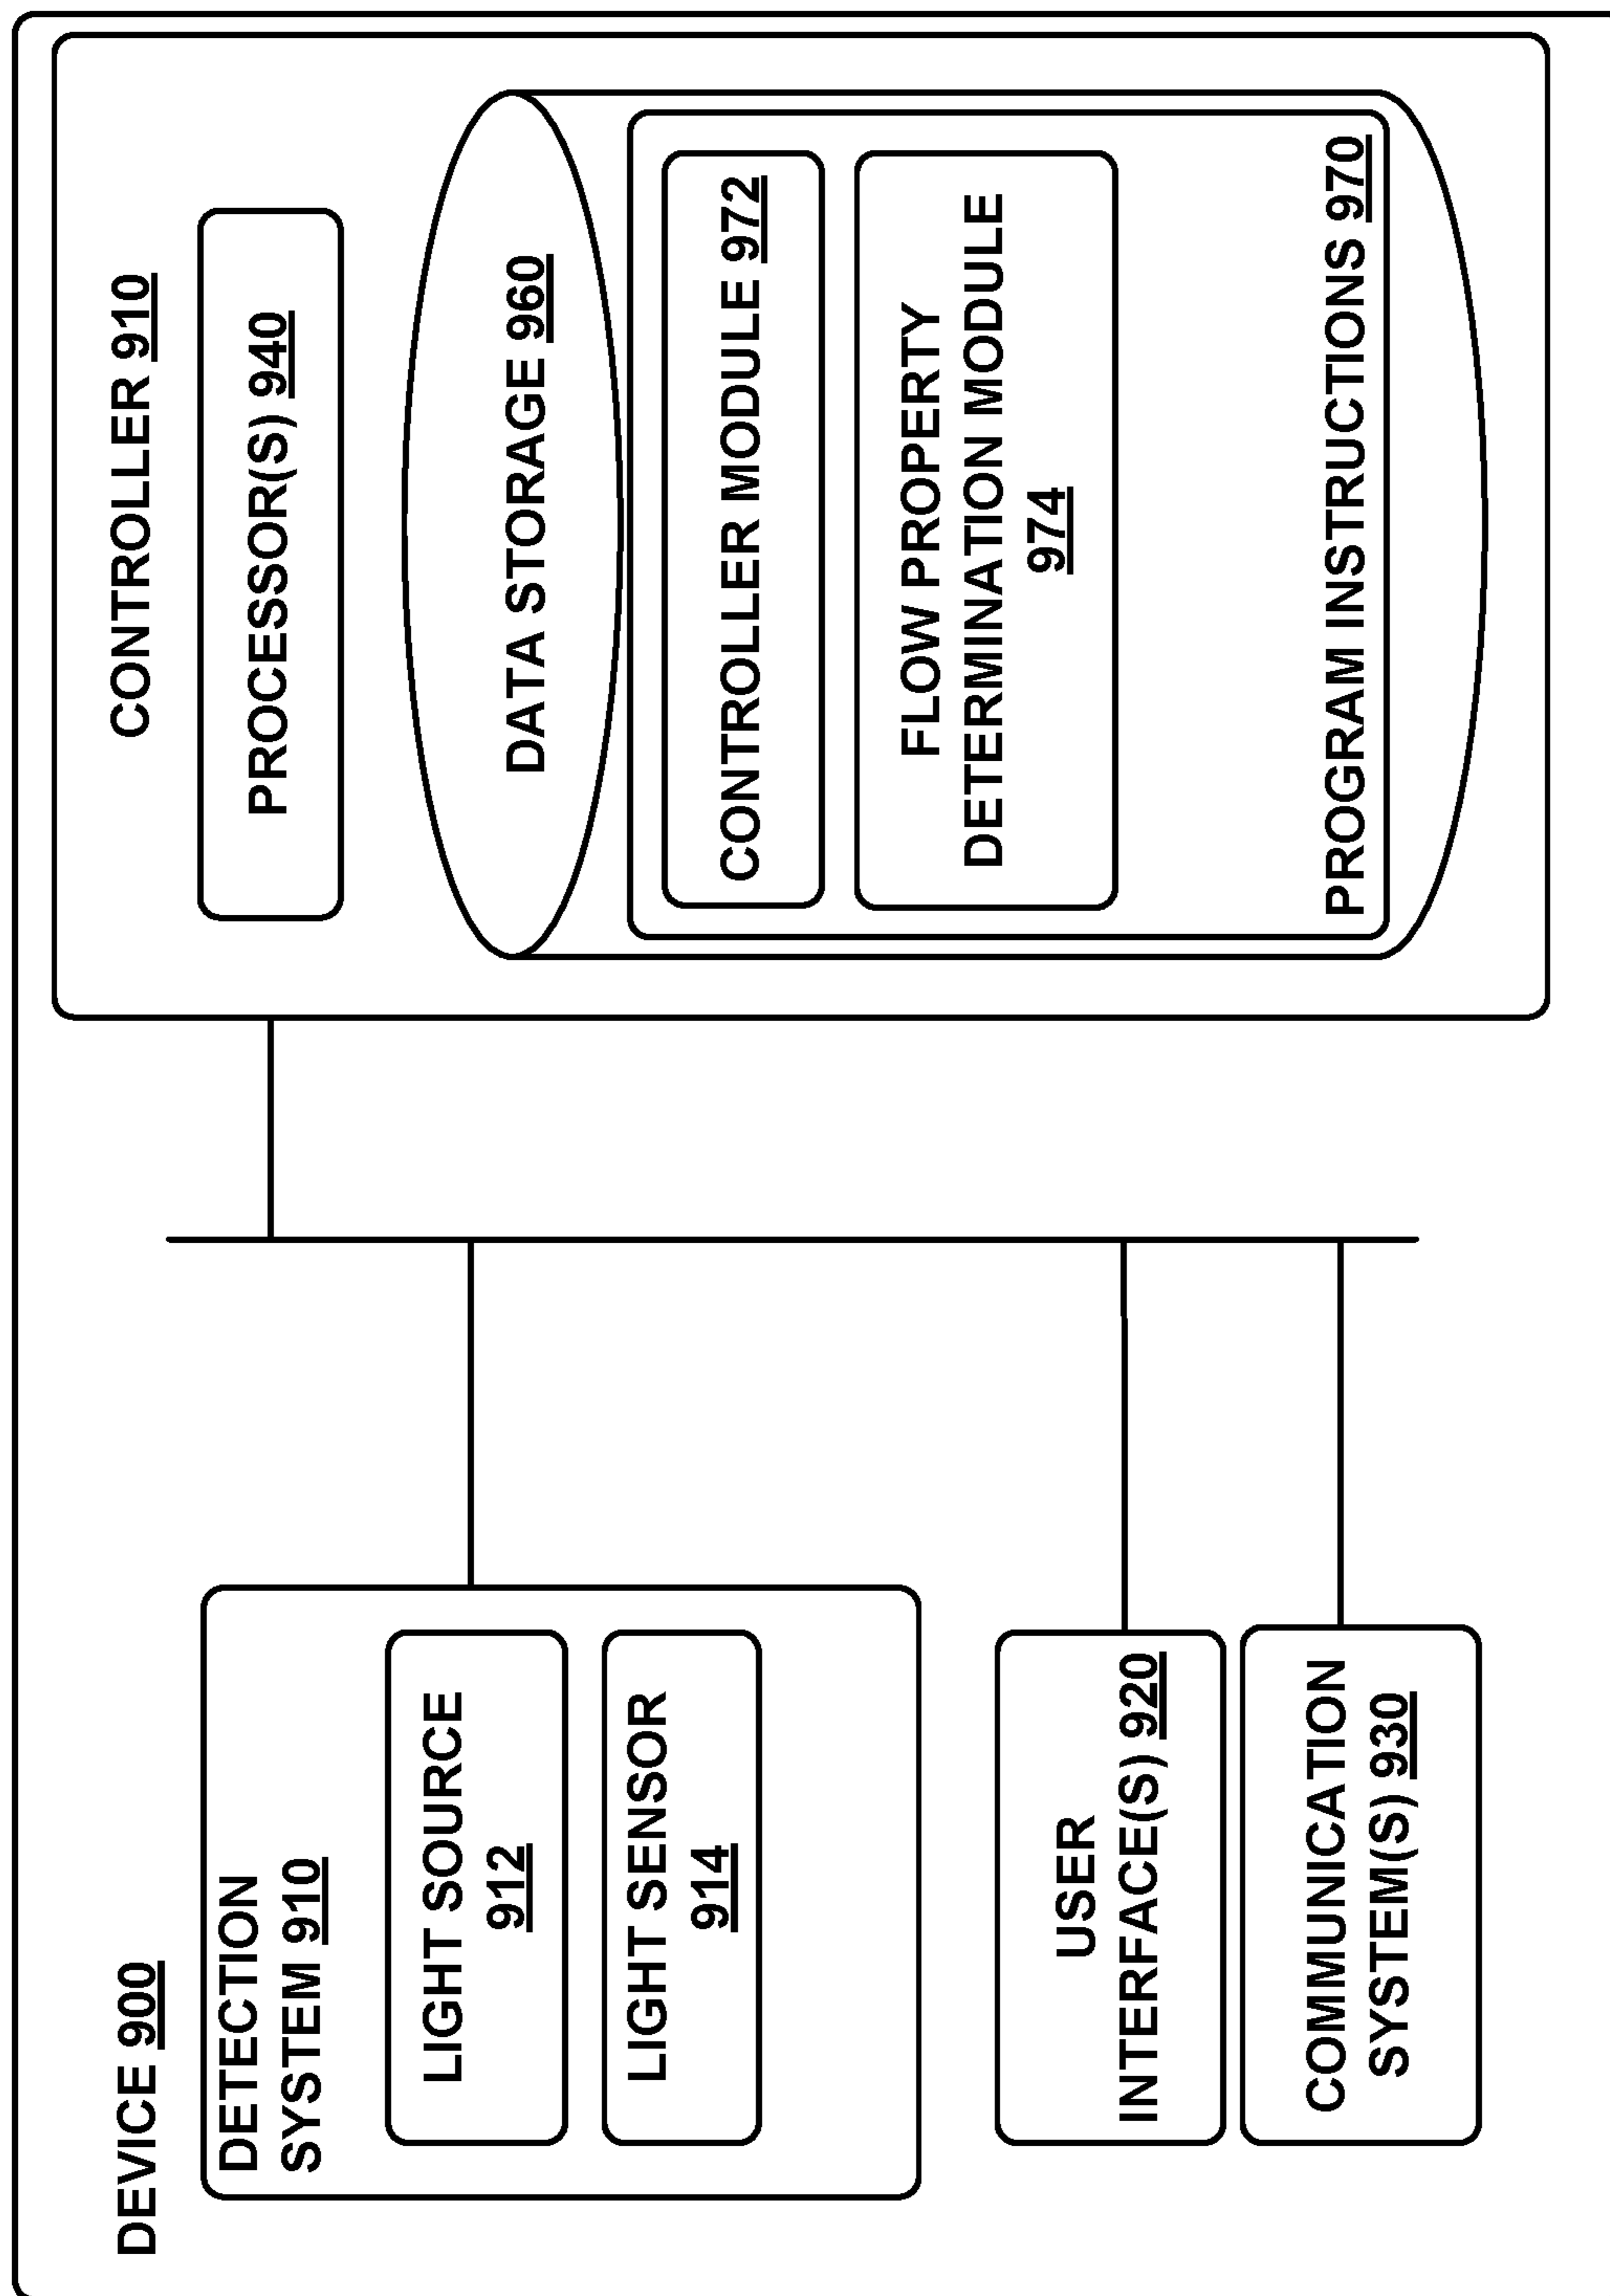 DEVICE 900
DETECTION
SYSTEM 910
LIGHT SOURCE
912
LIGHT SENSOR
914
USER
INTERFACE(S) 920
COMMUNICATION
SYSTEM(S) 930
CONTROLLER 910
PROCESSOR(S) 940
DATA STORAGE 960
CONTROLLER MODULE 972
FLOW PROPERTY
DETERMINATION MODULE
974
PROGRAM INSTRUCTIONS 970